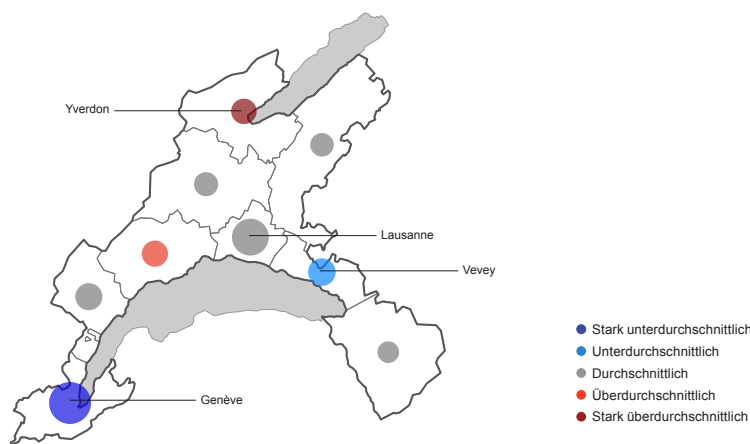 Yverdon
Lausanne
Vevey
Genève
Stark unterdurchschnittlich
Unterdurchschnittlich
Durchschnittlich
Überdurchschnittlich
Stark überdurchschnittlich